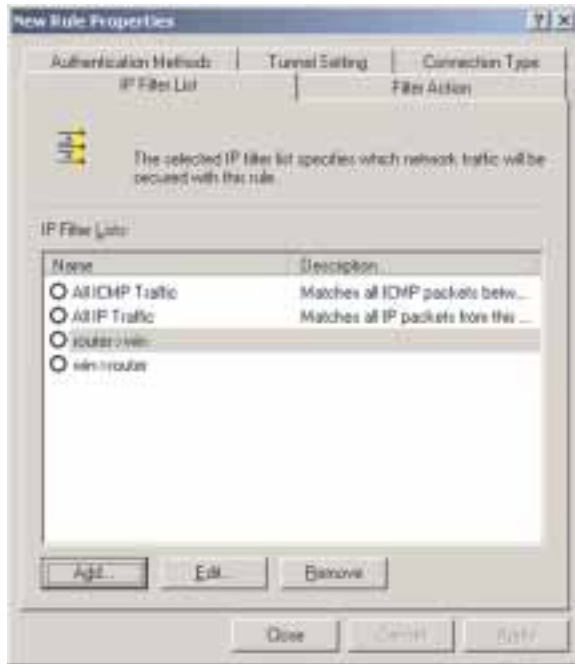 New Rule Properties
Authentication Methods Tunnel Setting Connection Type
IP Filter List Filter Action
The selected IP filter list specifies which network traffic will be
secured with this rule.
IP Filter Lists:
Name Description
All ICMP Traffic Matches all ICMP packets betw...
All IP Traffic Matches all IP packets from this ...
router>win
win>router
Add... Edit... Remove
Close Cancel Apply